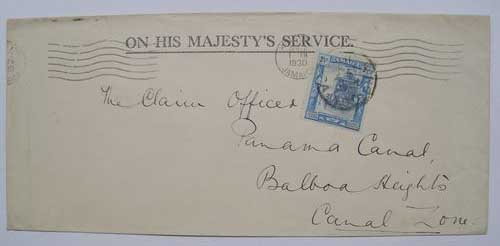 ON HIS MAJESTY'S SERVICE.
1930
JAMAICA
The Claim Officer
Panama Canal,
Balboa Heights
Canal Zone.